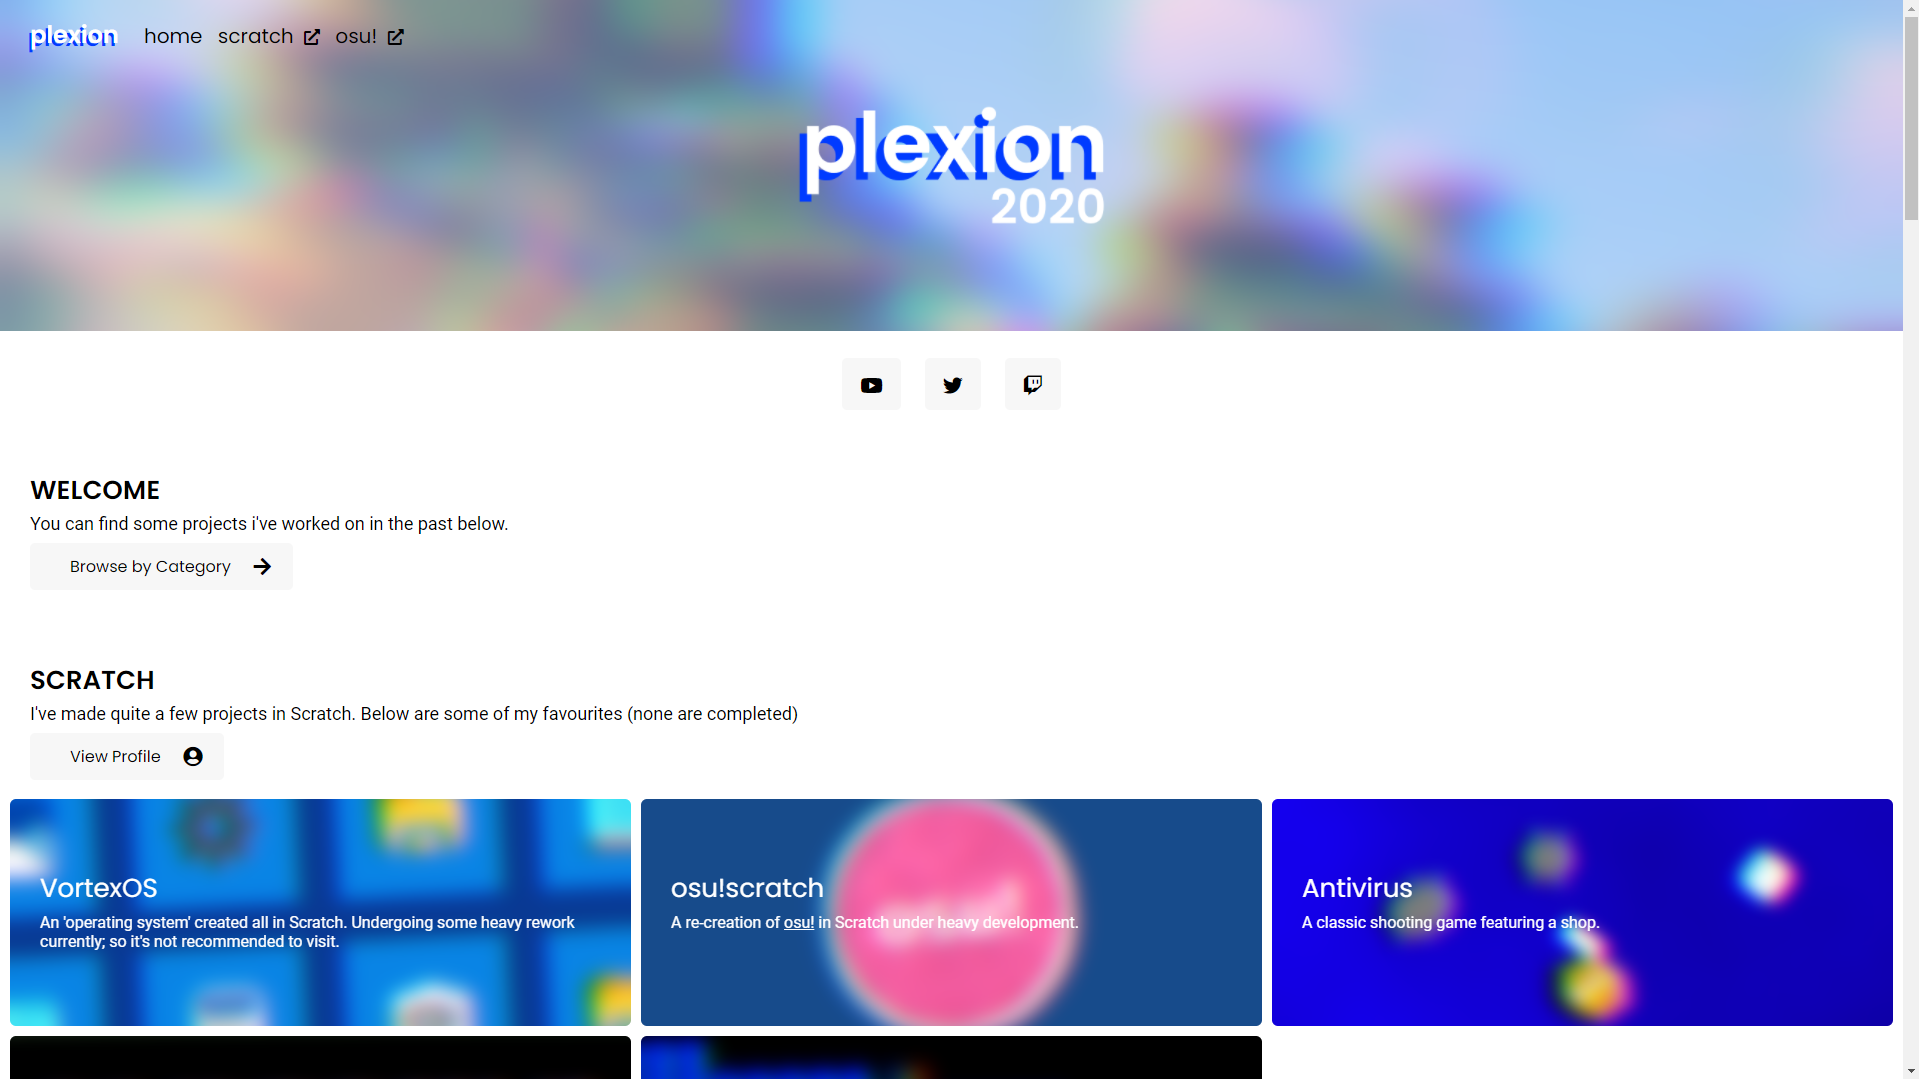 plexion home scratch osu!
plexion
2020
WELCOME
You can find some projects i've worked on in the past below.
Browse by Category
SCRATCH
I've made quite a few projects in Scratch. Below are some of my favourites (none are completed)
View Profile
VortexOS
An 'operating system' created all in Scratch. Undergoing some heavy rework
currently; so it's not recommended to visit.
osu!scratch
A re-creation of osu! in Scratch under heavy development.
Antivirus
A classic shooting game featuring a shop.